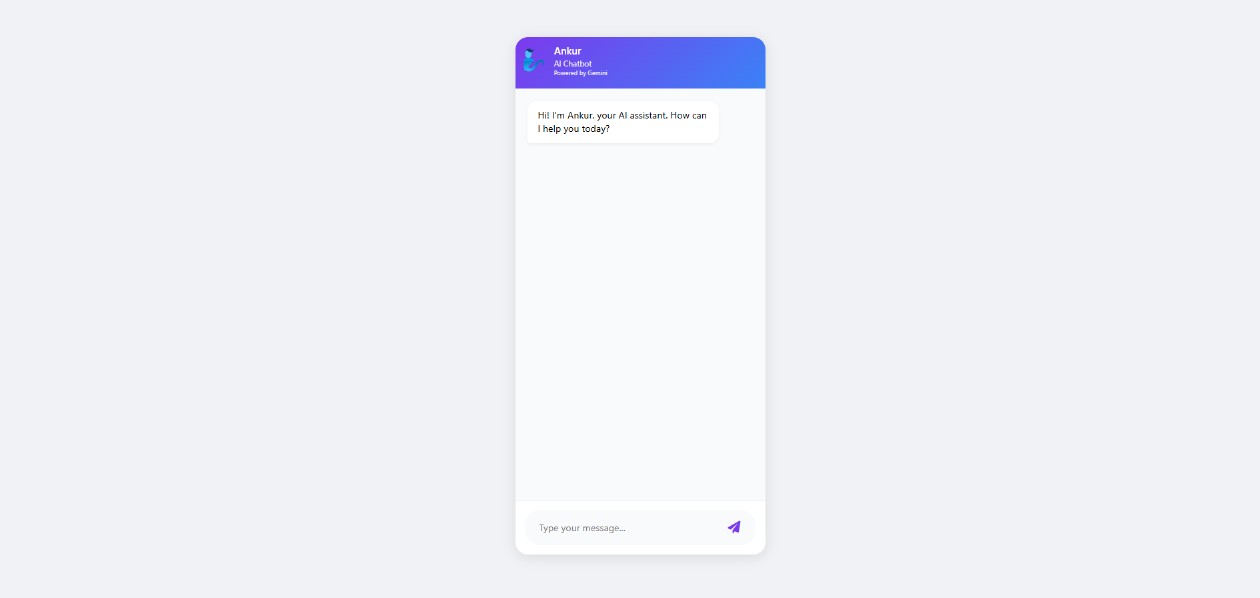 Ankur
AI Chatbot
Powered by Gemini
Hi! I'm Ankur, your AI assistant. How can
I help you today?
Type your message...